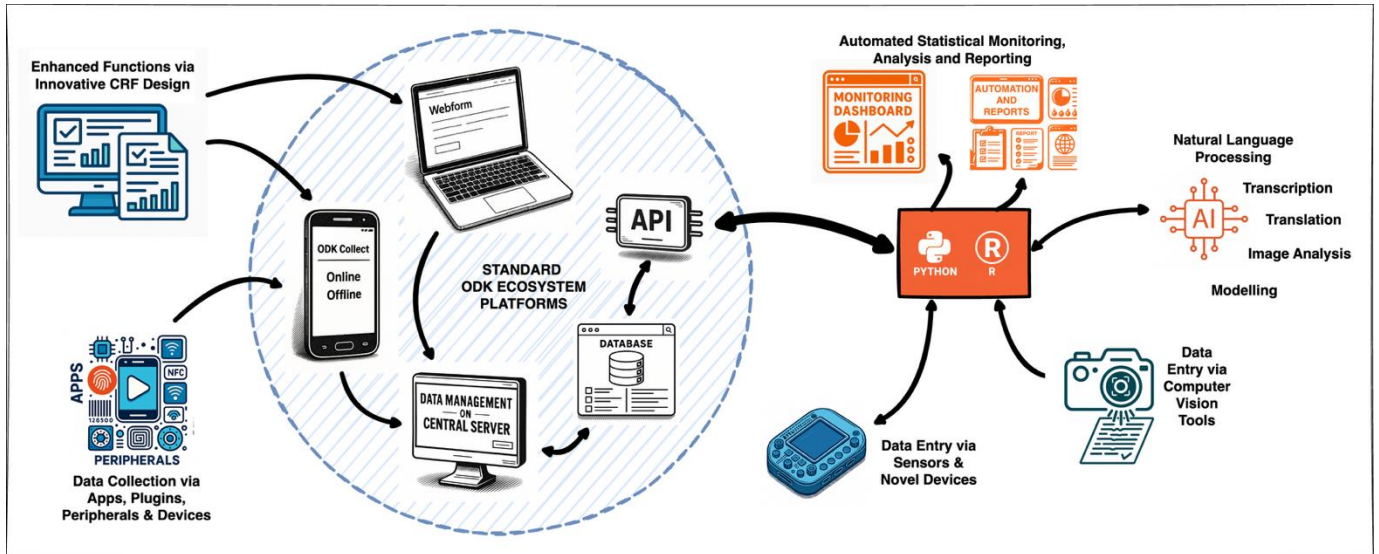 Enhanced Functions via
Innovative CRF Design
Webform
ODK Collect
Online
Offline
STANDARD
ODK ECOSYSTEM
PLATFORMS
API
DATABASE
DATA MANAGEMENT
ON
CENTRAL SERVER
APPS
NFC
PERIPHERALS
Data Collection via
Apps, Plugins,
Peripherals & Devices
Automated Statistical Monitoring,
Analysis and Reporting
MONITORING
DASHBOARD
AUTOMATION
AND
REPORTS
REPORT
PYTHON
R
R
Natural Language
Processing
AI
Transcription
Translation
Image Analysis
Modelling
Data Entry via
Sensors &
Novel Devices
Data
Entry via
Computer
Vision
Tools